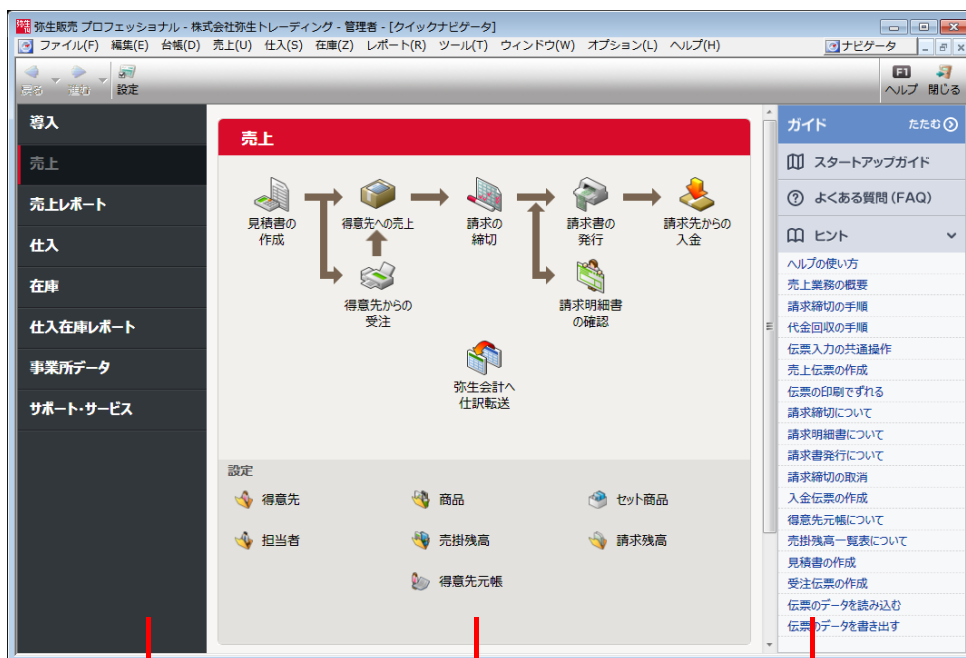 弥生販売 プロフェッショナル - 株式会社弥生トレーディング - 管理者 - [クイックナビゲータ]
ファイル(F) 編集(E) 台帳(D) 売上(U) 仕入(S) 在庫(Z) レポート(R) ツール(T) ウィンドウ(W) オプション(L) ヘルプ(H) ナビゲータ
戻る 進む 設定 F1 ヘルプ 閉じる
導入
売上
売上レポート
仕入
在庫
仕入在庫レポート
事業所データ
サポート・サービス
売上
見積書の
作成
得意先への売上
請求の
締切
請求書の
発行
請求先からの
入金
得意先からの
受注
請求明細書
の確認
弥生会計へ
仕訳転送
設定
得意先 商品 セット商品
担当者 売掛残高 請求残高
得意先元帳
ガイド たたむ
スタートアップガイド
よくある質問(FAQ)
ヒント
ヘルプの使い方
売上業務の概要
請求締切の手順
代金回収の手順
伝票入力の共通操作
売上伝票の作成
伝票の印刷でずれる
請求締切について
請求明細書について
請求書発行について
請求締切の取消
入金伝票の作成
得意先元帳について
売掛残高一覧表について
見積書の作成
受注伝票の作成
伝票のデータを読み込む
伝票のデータを書き出す